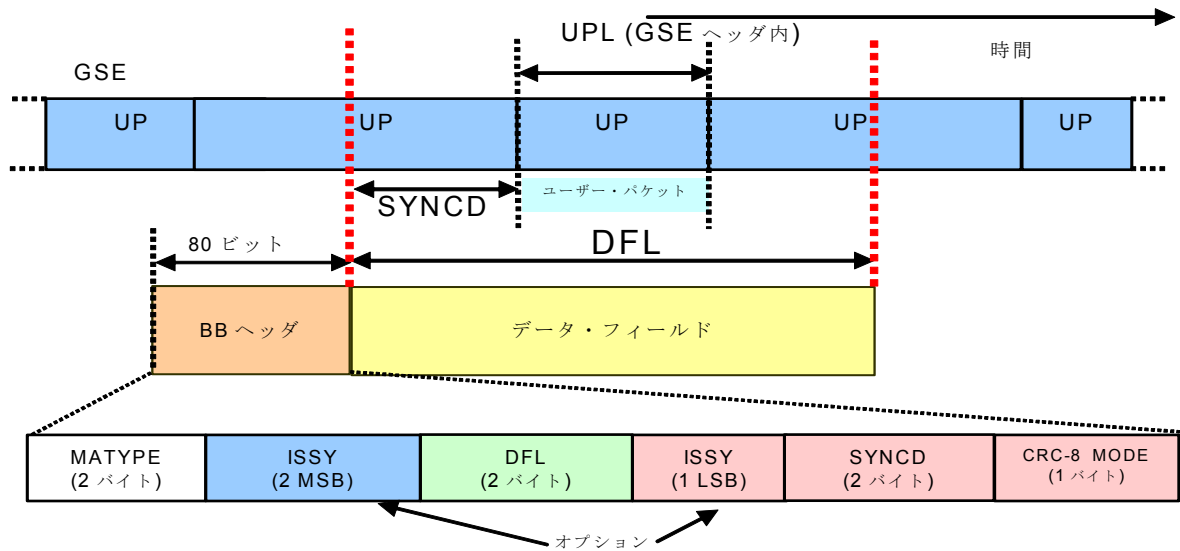 UPL (GSE ヘッダ内)
時間
GSE
UP
UP
UP
UP
UP
SYNCD
ユーザー・パケット
80 ビット
DFL
BB ヘッダ
データ・フィールド
MATYPE
(2 バイト)
ISSY
(2 MSB)
DFL
(2 バイト)
ISSY
(1 LSB)
SYNCD
(2 バイト)
CRC-8 MODE
(1 バイト)
オプション